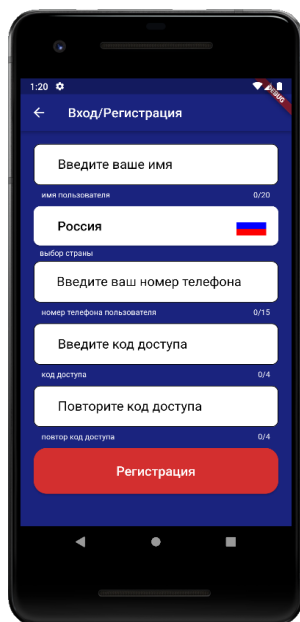 1:20
DEBUG
Вход/Регистрация
Введите ваше имя
имя пользователя 0/20
Россия
выбор страны
Введите ваш номер телефона
номер телефона пользователя 0/15
Введите код доступа
код доступа 0/4
Повторите код доступа
повтор код доступа 0/4
Регистрация